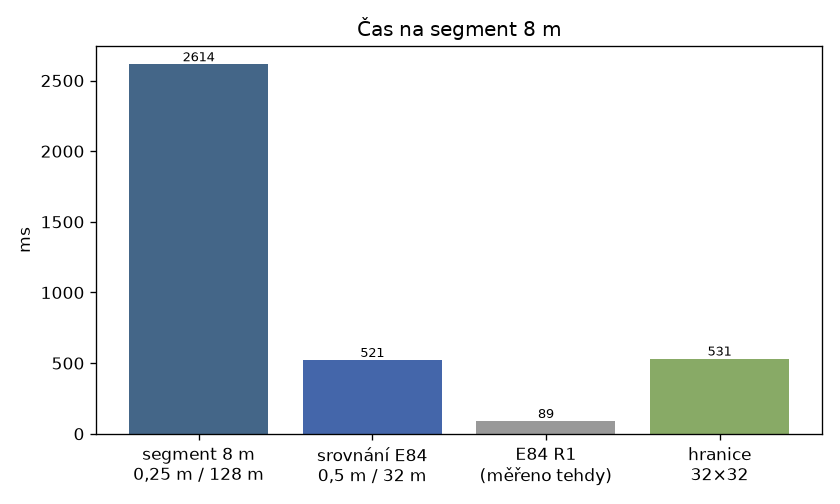 Čas na segment 8 m
2614
2500
2000
1500
1000
500
0
ms
521
89
531
segment 8 m
0,25 m / 128 m
srovnání E84
0,5 m / 32 m
E84 R1
(měřeno tehdy)
hranice
32×32